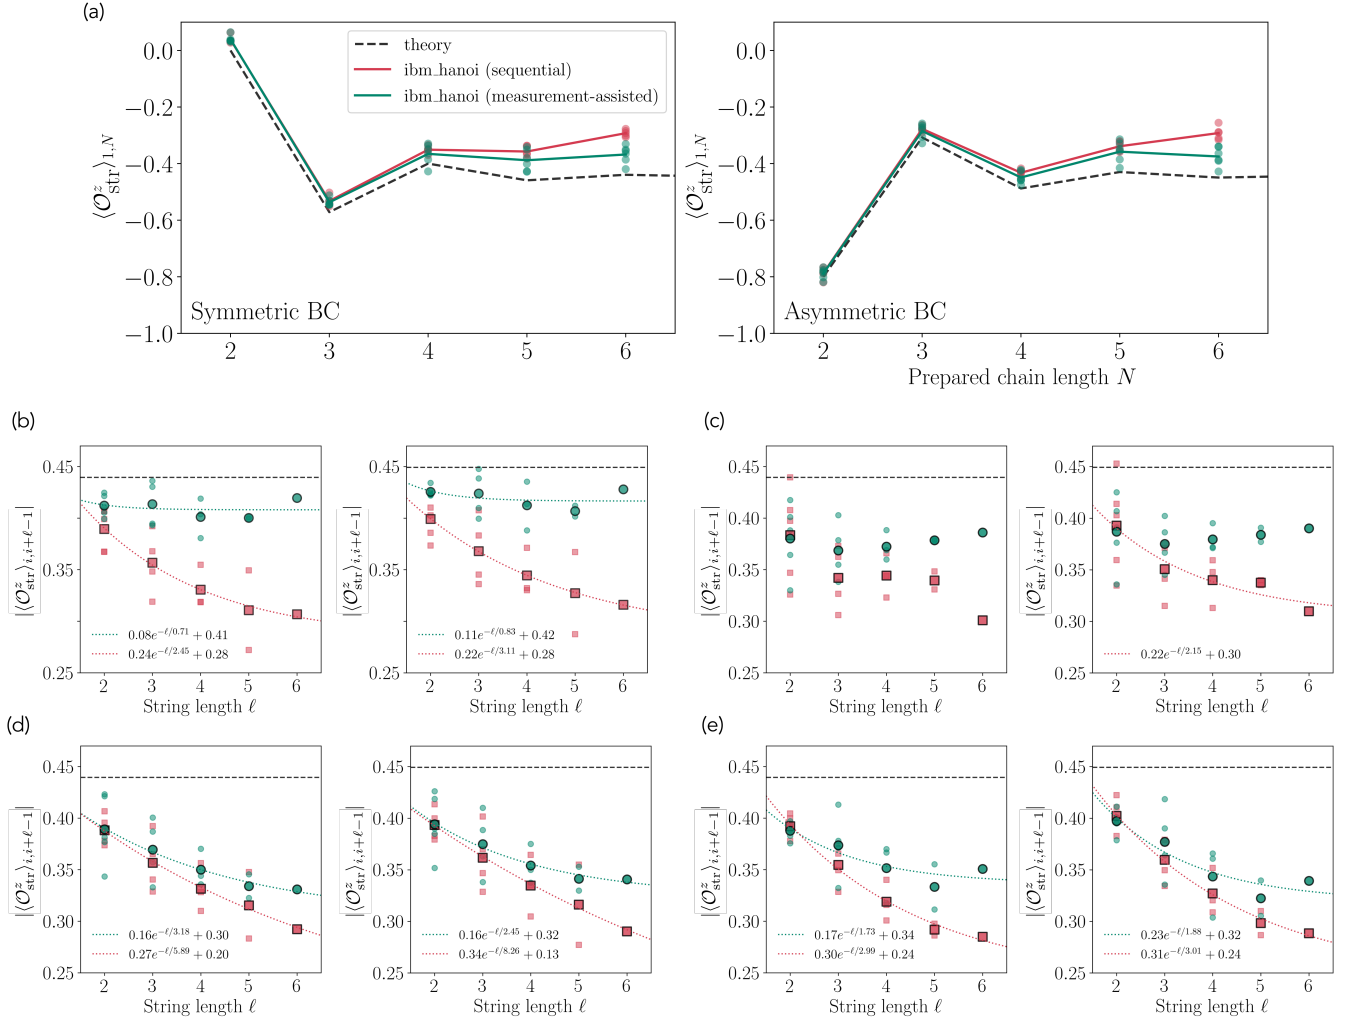 (a)
0.0
−0.2
−0.4
−0.6
−0.8
−1.0
⟨𝒪ᶻstr⟩1,N
theory
ibm_hanoi (sequential)
ibm_hanoi (measurement-assisted)
Symmetric BC
2 3 4 5 6
0.0
−0.2
−0.4
−0.6
−0.8
−1.0
⟨𝒪ᶻstr⟩1,N
Asymmetric BC
2 3 4 5 6
Prepared chain length N
(b)
0.45
0.35
0.25
|⟨𝒪ᶻstr⟩i,i+ℓ−1|
0.08e^{−ℓ/0.71} + 0.41
0.24e^{−ℓ/2.45} + 0.28
2 3 4 5 6
String length ℓ
0.45
0.35
0.25
|⟨𝒪ᶻstr⟩i,i+ℓ−1|
0.11e^{−ℓ/0.83} + 0.42
0.22e^{−ℓ/3.11} + 0.28
2 3 4 5 6
String length ℓ
(c)
0.45
0.40
0.35
0.30
0.25
|⟨𝒪ᶻstr⟩i,i+ℓ−1|
2 3 4 5 6
String length ℓ
0.45
0.40
0.35
0.30
0.25
|⟨𝒪ᶻstr⟩i,i+ℓ−1|
0.22e^{−ℓ/2.15} + 0.30
2 3 4 5 6
String length ℓ
(d)
0.45
0.40
0.35
0.30
0.25
|⟨𝒪ᶻstr⟩i,i+ℓ−1|
0.16e^{−ℓ/3.18} + 0.30
0.27e^{−ℓ/5.89} + 0.20
2 3 4 5 6
String length ℓ
0.45
0.40
0.35
0.30
0.25
|⟨𝒪ᶻstr⟩i,i+ℓ−1|
0.16e^{−ℓ/2.45} + 0.32
0.34e^{−ℓ/8.26} + 0.13
2 3 4 5 6
String length ℓ
(e)
0.45
0.40
0.35
0.30
0.25
|⟨𝒪ᶻstr⟩i,i+ℓ−1|
0.17e^{−ℓ/1.73} + 0.34
0.30e^{−ℓ/2.99} + 0.24
2 3 4 5 6
String length ℓ
0.45
0.40
0.35
0.30
0.25
|⟨𝒪ᶻstr⟩i,i+ℓ−1|
0.23e^{−ℓ/1.88} + 0.32
0.31e^{−ℓ/3.01} + 0.24
2 3 4 5 6
String length ℓ